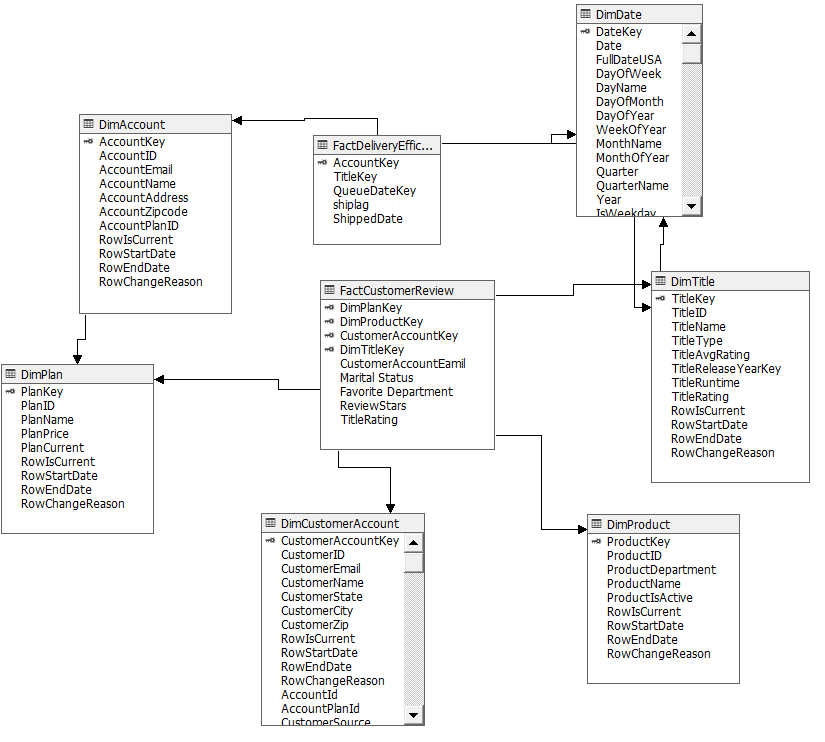 DimDate
DateKey
Date
FullDateUSA
DayOfWeek
DayName
DayOfMonth
DayOfYear
WeekOfYear
MonthName
MonthOfYear
Quarter
QuarterName
Year
IsWeekday
DimAccount
AccountKey
AccountID
AccountEmail
AccountName
AccountAddress
AccountZipcode
AccountPlanID
RowIsCurrent
RowStartDate
RowEndDate
RowChangeReason
FactDeliveryEffic...
AccountKey
TitleKey
QueueDateKey
shiplag
ShippedDate
DimTitle
TitleKey
TitleID
TitleName
TitleType
TitleAvgRating
TitleReleaseYearKey
TitleRuntime
TitleRating
RowIsCurrent
RowStartDate
RowEndDate
RowChangeReason
FactCustomerReview
DimPlanKey
DimProductKey
CustomerAccountKey
DimTitleKey
CustomerAccountEamil
Marital Status
Favorite Department
ReviewStars
TitleRating
DimPlan
PlanKey
PlanID
PlanName
PlanPrice
PlanCurrent
RowIsCurrent
RowStartDate
RowEndDate
RowChangeReason
DimCustomerAccount
CustomerAccountKey
CustomerID
CustomerEmail
CustomerName
CustomerState
CustomerCity
CustomerZip
RowIsCurrent
RowStartDate
RowEndDate
RowChangeReason
AccountId
AccountPlanId
CustomerSource
DimProduct
ProductKey
ProductID
ProductDepartment
ProductName
ProductIsActive
RowIsCurrent
RowStartDate
RowEndDate
RowChangeReason